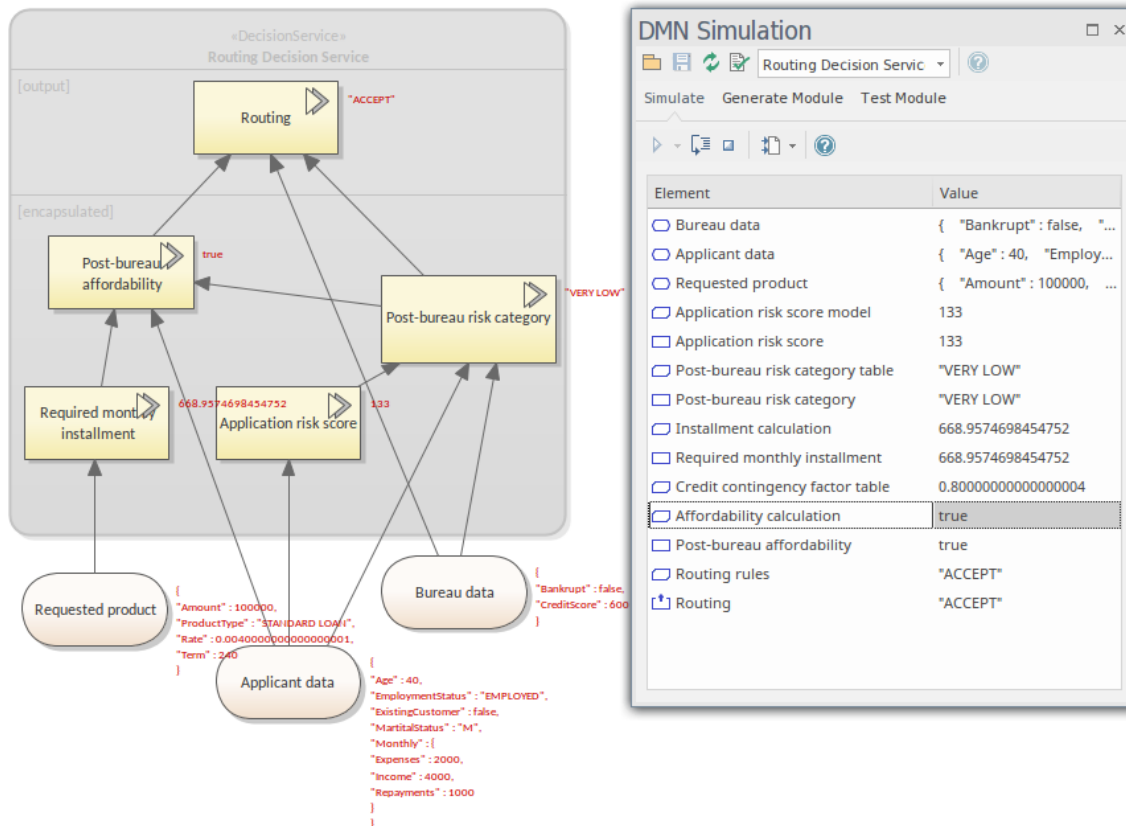 «DecisionService»
Routing Decision Service
[output]
Routing
"ACCEPT"
[encapsulated]
Post-bureau
affordability
true
Post-bureau risk category
"VERY LOW"
Required monthly
installment
668.9574698454752
Application risk score
133
Requested product
{
"Amount" : 100000,
"ProductType" : "STANDARD LOAN",
"Rate" : 0.0040000000000000001,
"Term" : 240
}
Bureau data
{
"Bankrupt" : false,
"CreditScore" : 600
}
Applicant data
{
"Age" : 40,
"EmploymentStatus" : "EMPLOYED",
"ExistingCustomer" : false,
"MartitalStatus" : "M",
"Monthly" : {
"Expenses" : 2000,
"Income" : 4000,
"Repayments" : 1000
}
}
DMN Simulation
Routing Decision Servic
Simulate Generate Module Test Module
Element Value
Bureau data { "Bankrupt" : false, "...
Applicant data { "Age" : 40, "Employ...
Requested product { "Amount" : 100000, ...
Application risk score model 133
Application risk score 133
Post-bureau risk category table "VERY LOW"
Post-bureau risk category "VERY LOW"
Installment calculation 668.9574698454752
Required monthly installment 668.9574698454752
Credit contingency factor table 0.80000000000000004
Affordability calculation true
Post-bureau affordability true
Routing rules "ACCEPT"
Routing "ACCEPT"